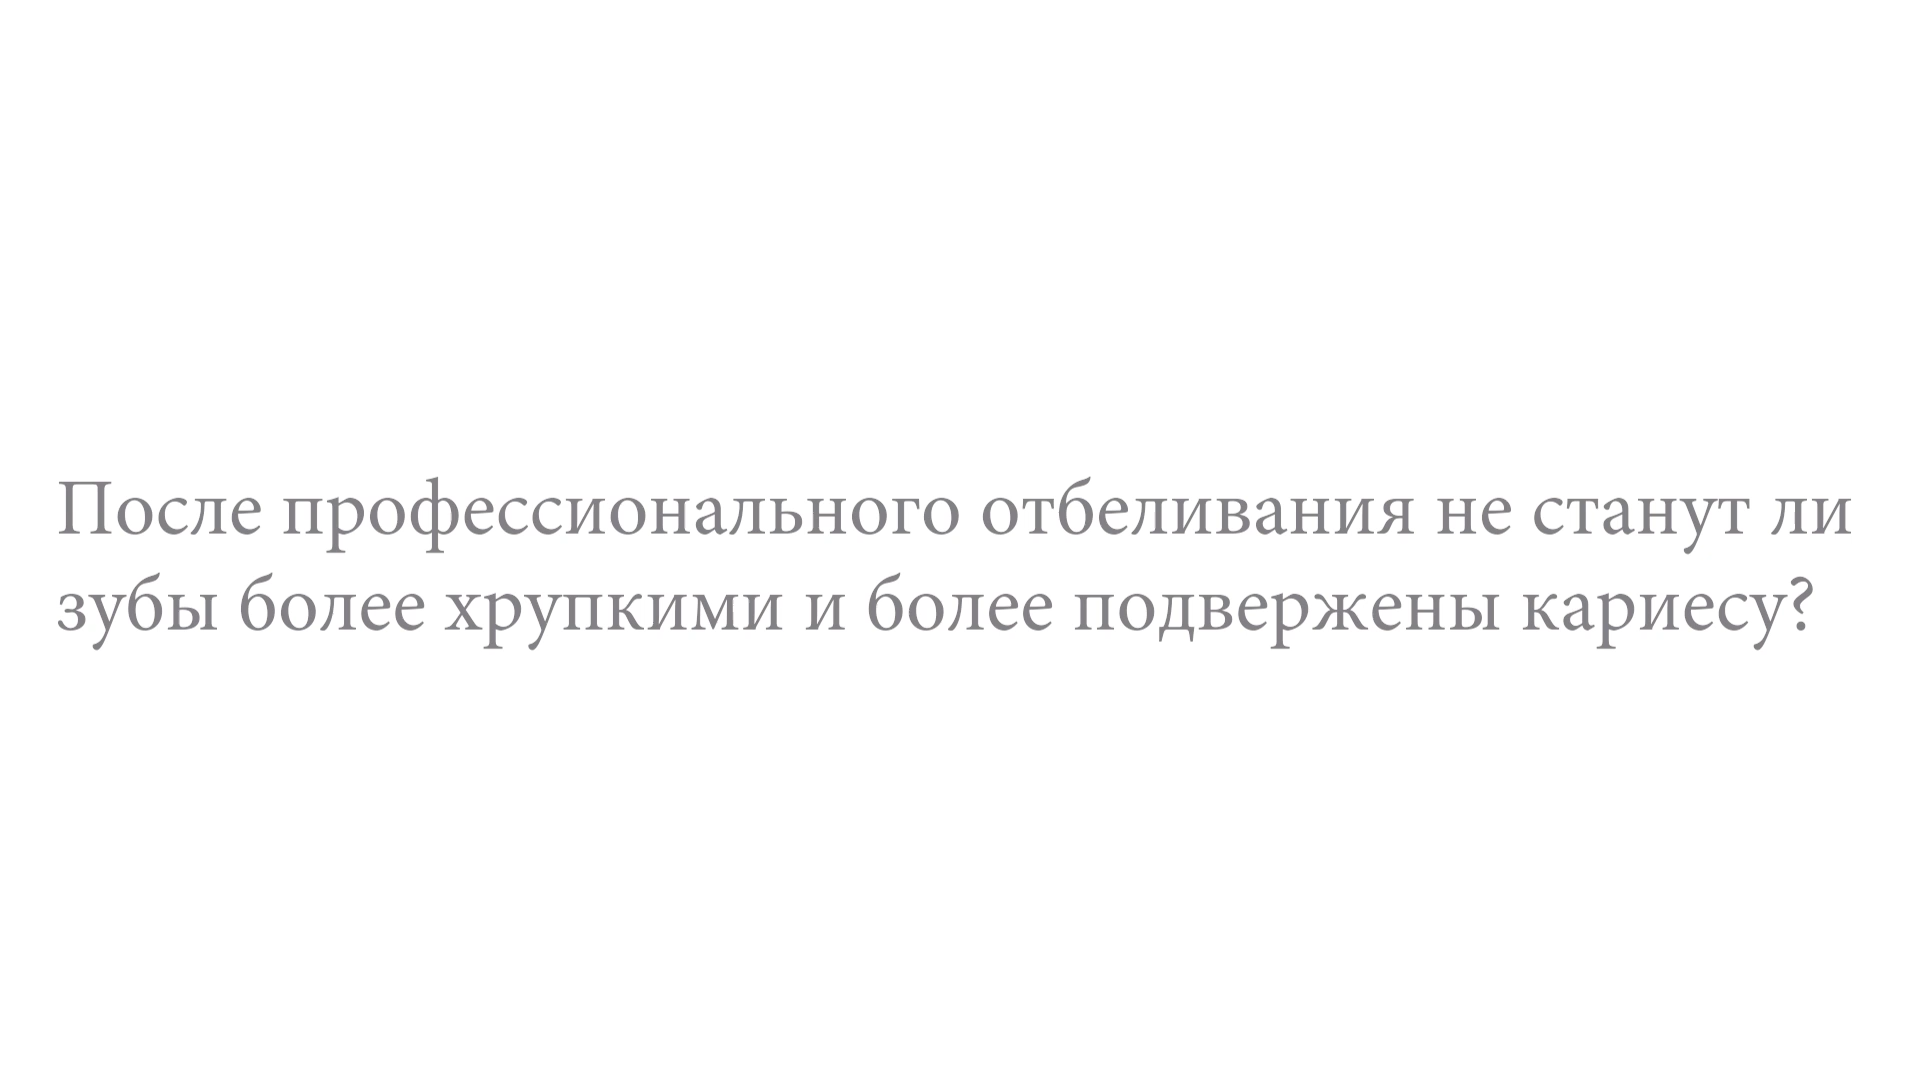 После профессионального отбеливания не станут ли
зубы более хрупкими и более подвержены кариесу?